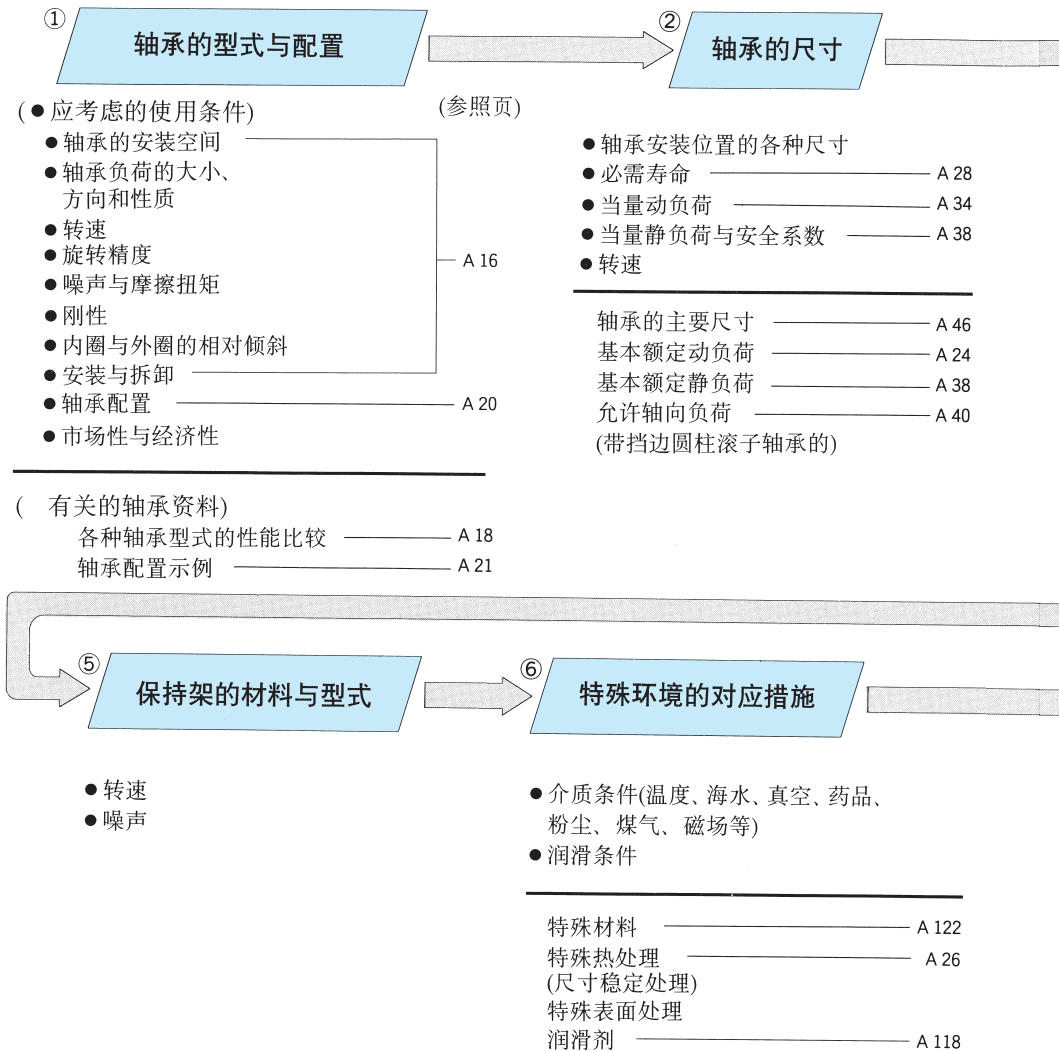 ① 轴承的型式与配置
(●应考虑的使用条件)
(参照页)
●轴承的安装空间
●轴承负荷的大小、
方向和性质
●转速
●旋转精度
●噪声与摩擦扭矩
●刚性
●内圈与外圈的相对倾斜
●安装与拆卸
A 16
●轴承配置 A 20
●市场性与经济性
( 有关的轴承资料)
各种轴承型式的性能比较 A 18
轴承配置示例 A 21
② 轴承的尺寸
●轴承安装位置的各种尺寸
●必需寿命 A 28
●当量动负荷 A 34
●当量静负荷与安全系数 A 38
●转速
轴承的主要尺寸 A 46
基本额定动负荷 A 24
基本额定静负荷 A 38
允许轴向负荷 A 40
(带挡边圆柱滚子轴承的)
⑤ 保持架的材料与型式
●转速
●噪声
⑥ 特殊环境的对应措施
●介质条件(温度、海水、真空、药品、
粉尘、煤气、磁场等)
●润滑条件
特殊材料 A 122
特殊热处理 A 26
(尺寸稳定处理)
特殊表面处理
润滑剂 A 118